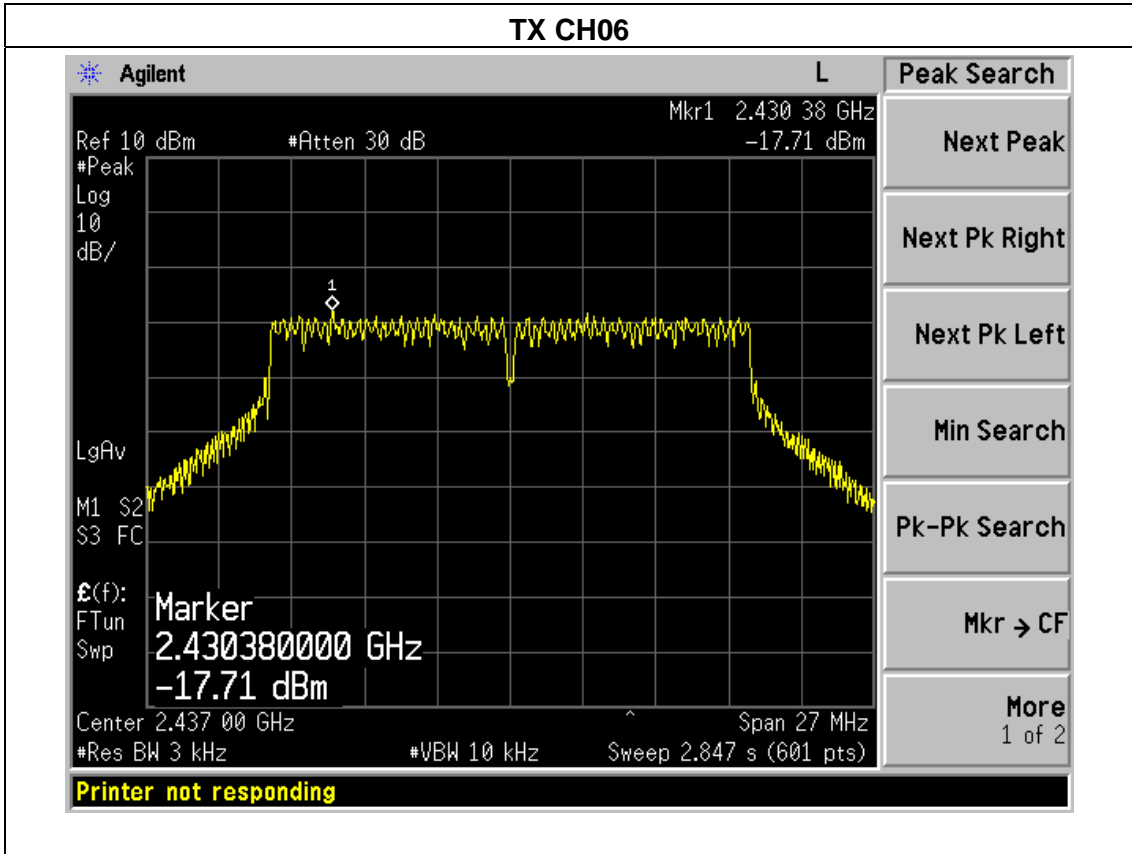 TX CH06
Agilent L Peak Search
Mkr1 2.430 38 GHz
Ref 10 dBm #Atten 30 dB -17.71 dBm
#Peak
Log
10
dB/
1
LgAv
M1 S2
S3 FC
£(f):
FTun
Swp
Marker
2.430380000 GHz
-17.71 dBm
Center 2.437 00 GHz ^ Span 27 MHz
#Res BW 3 kHz #VBW 10 kHz Sweep 2.847 s (601 pts)
Printer not responding
Next Peak
Next Pk Right
Next Pk Left
Min Search
Pk-Pk Search
Mkr → CF
More
1 of 2